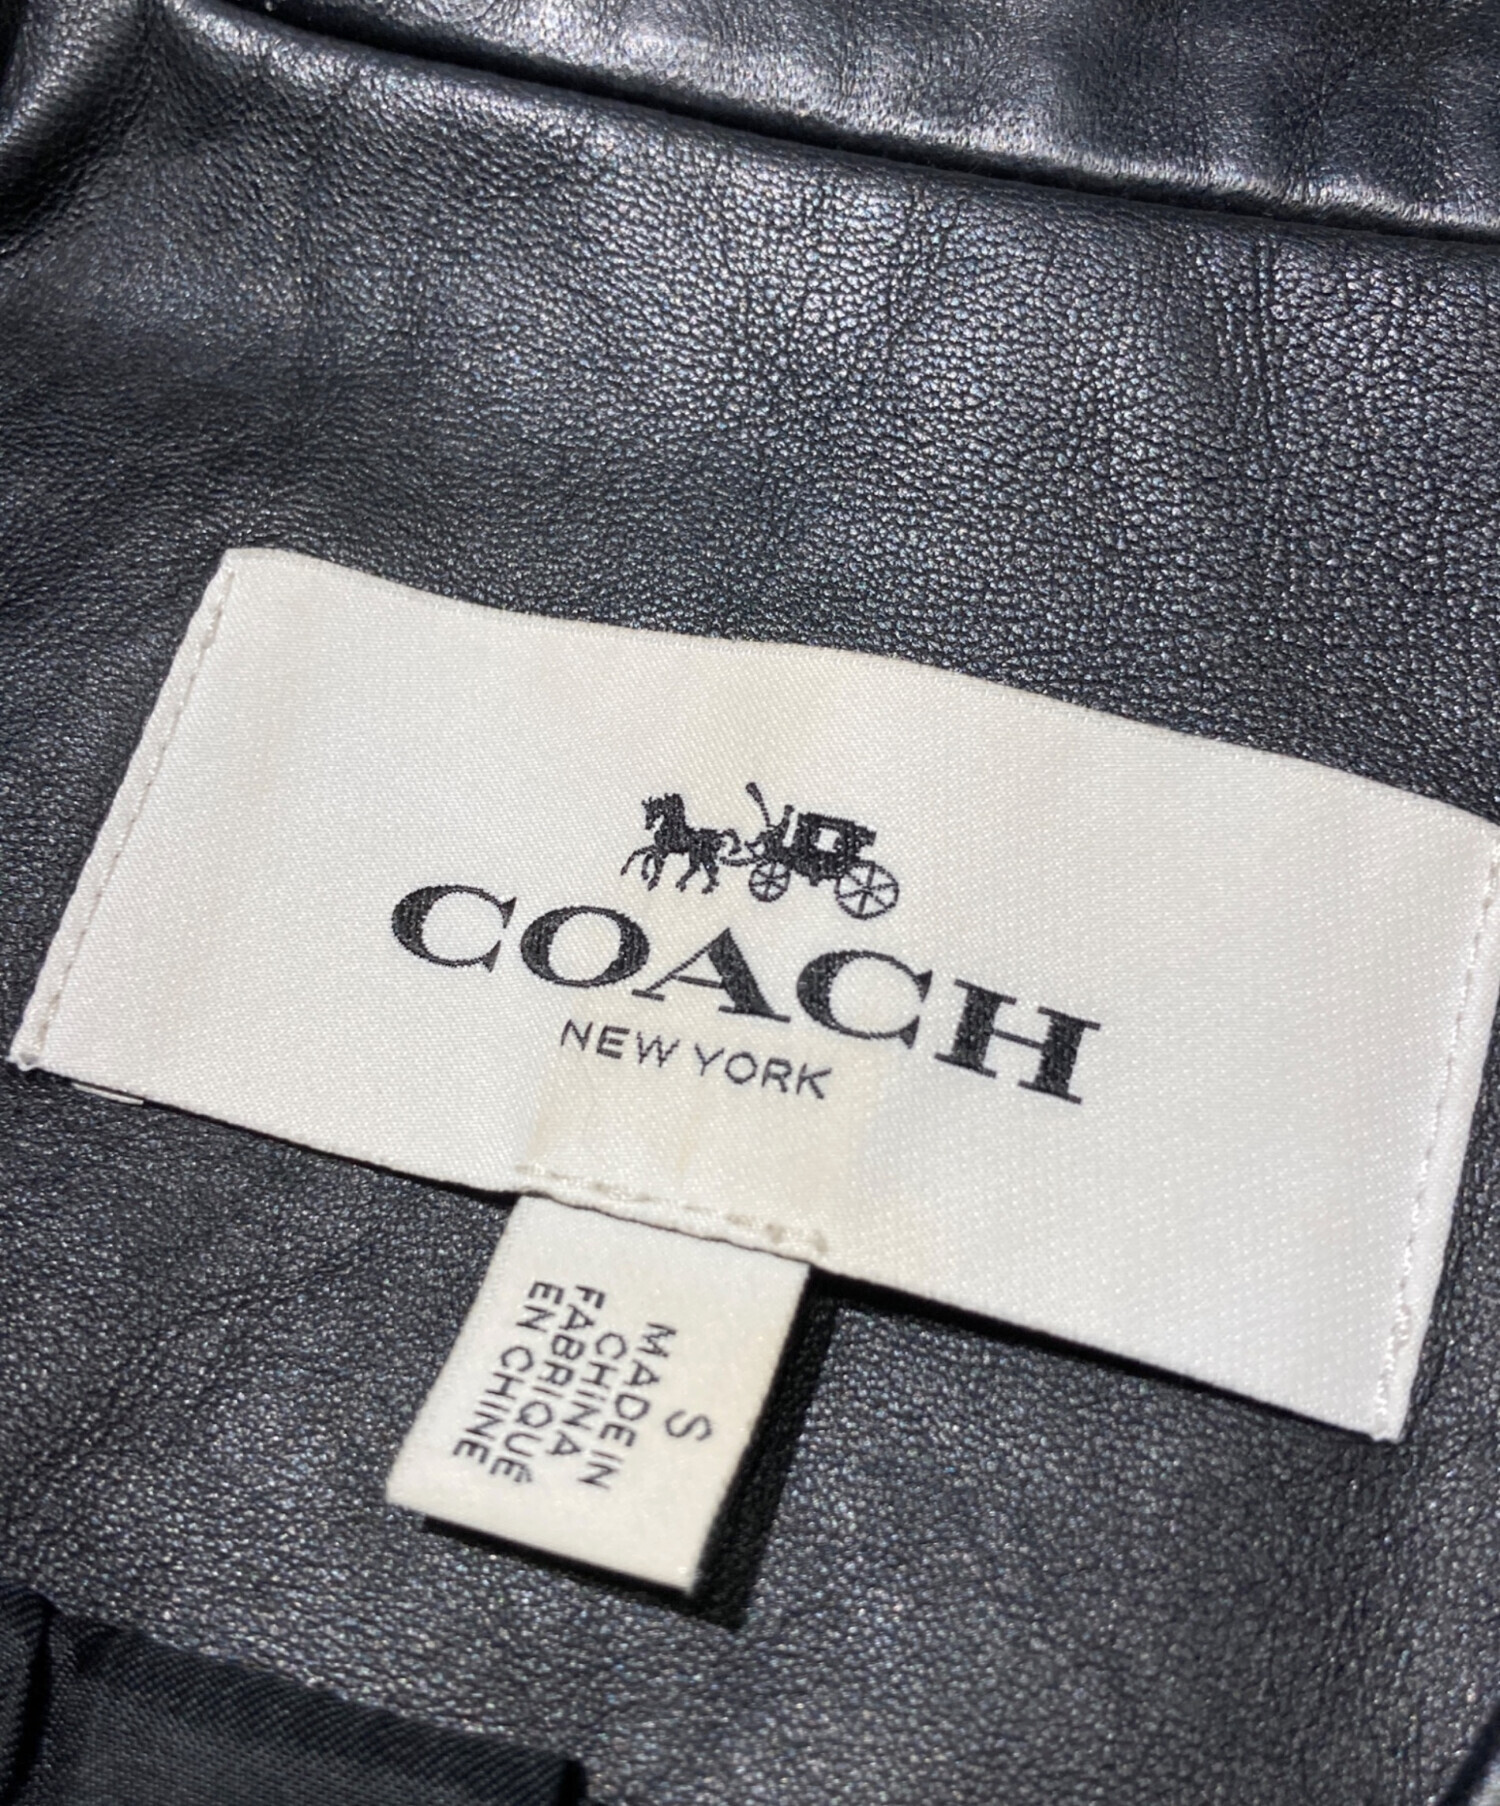 COACH
NEW YORK
S
MADE IN
CHINA
FABRIQUÉ
EN CHINE